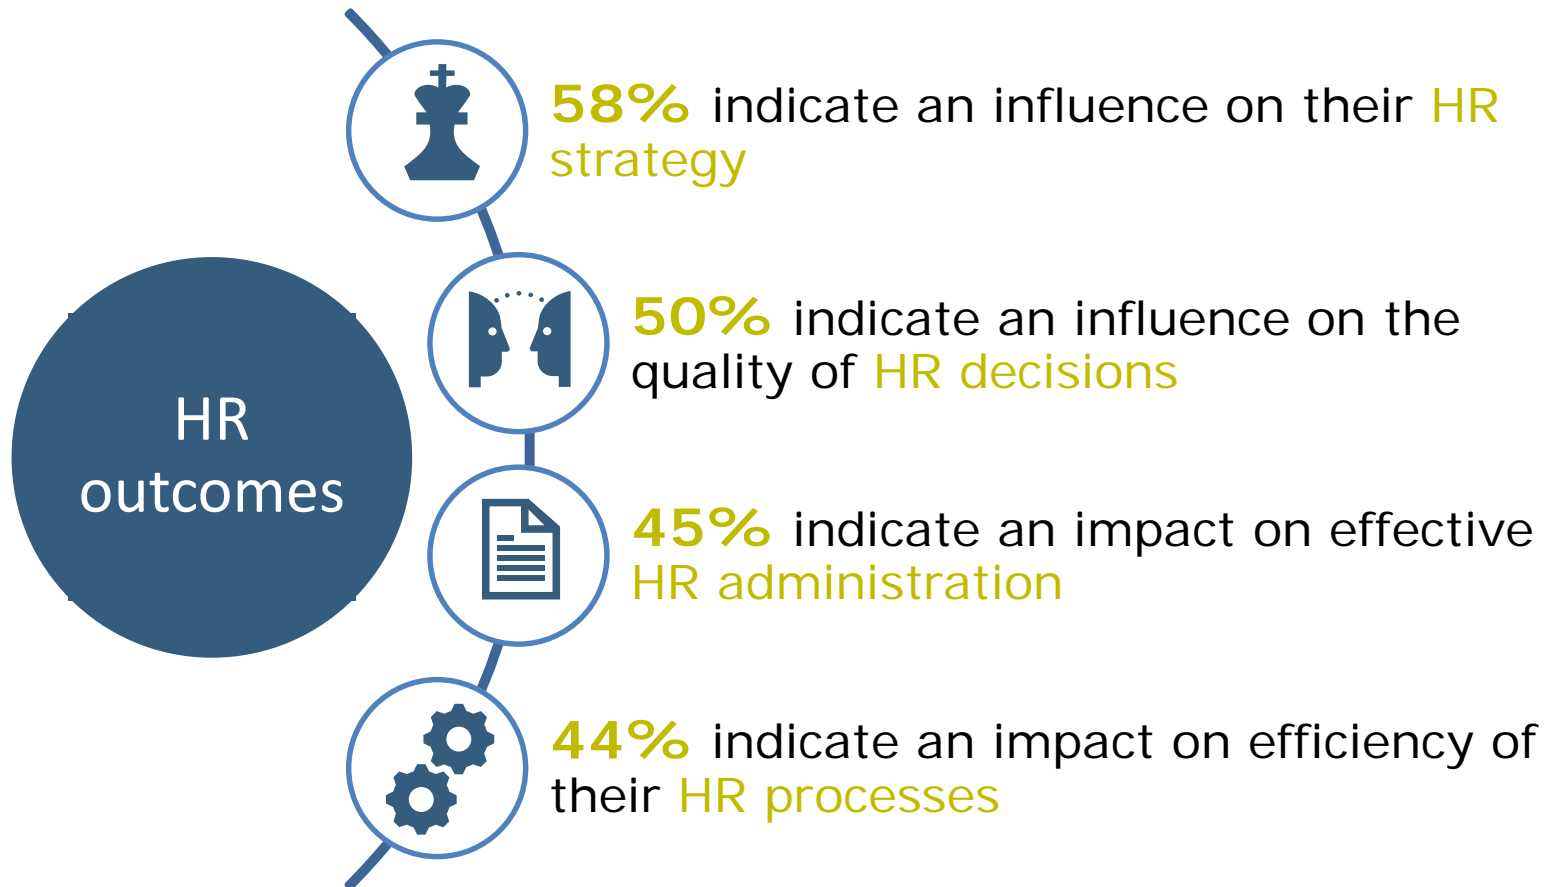 58% indicate an influence on their HR
strategy
50% indicate an influence on the
quality of HR decisions
HR
outcomes
45% indicate an impact on effective
HR administration
44% indicate an impact on efficiency of
their HR processes